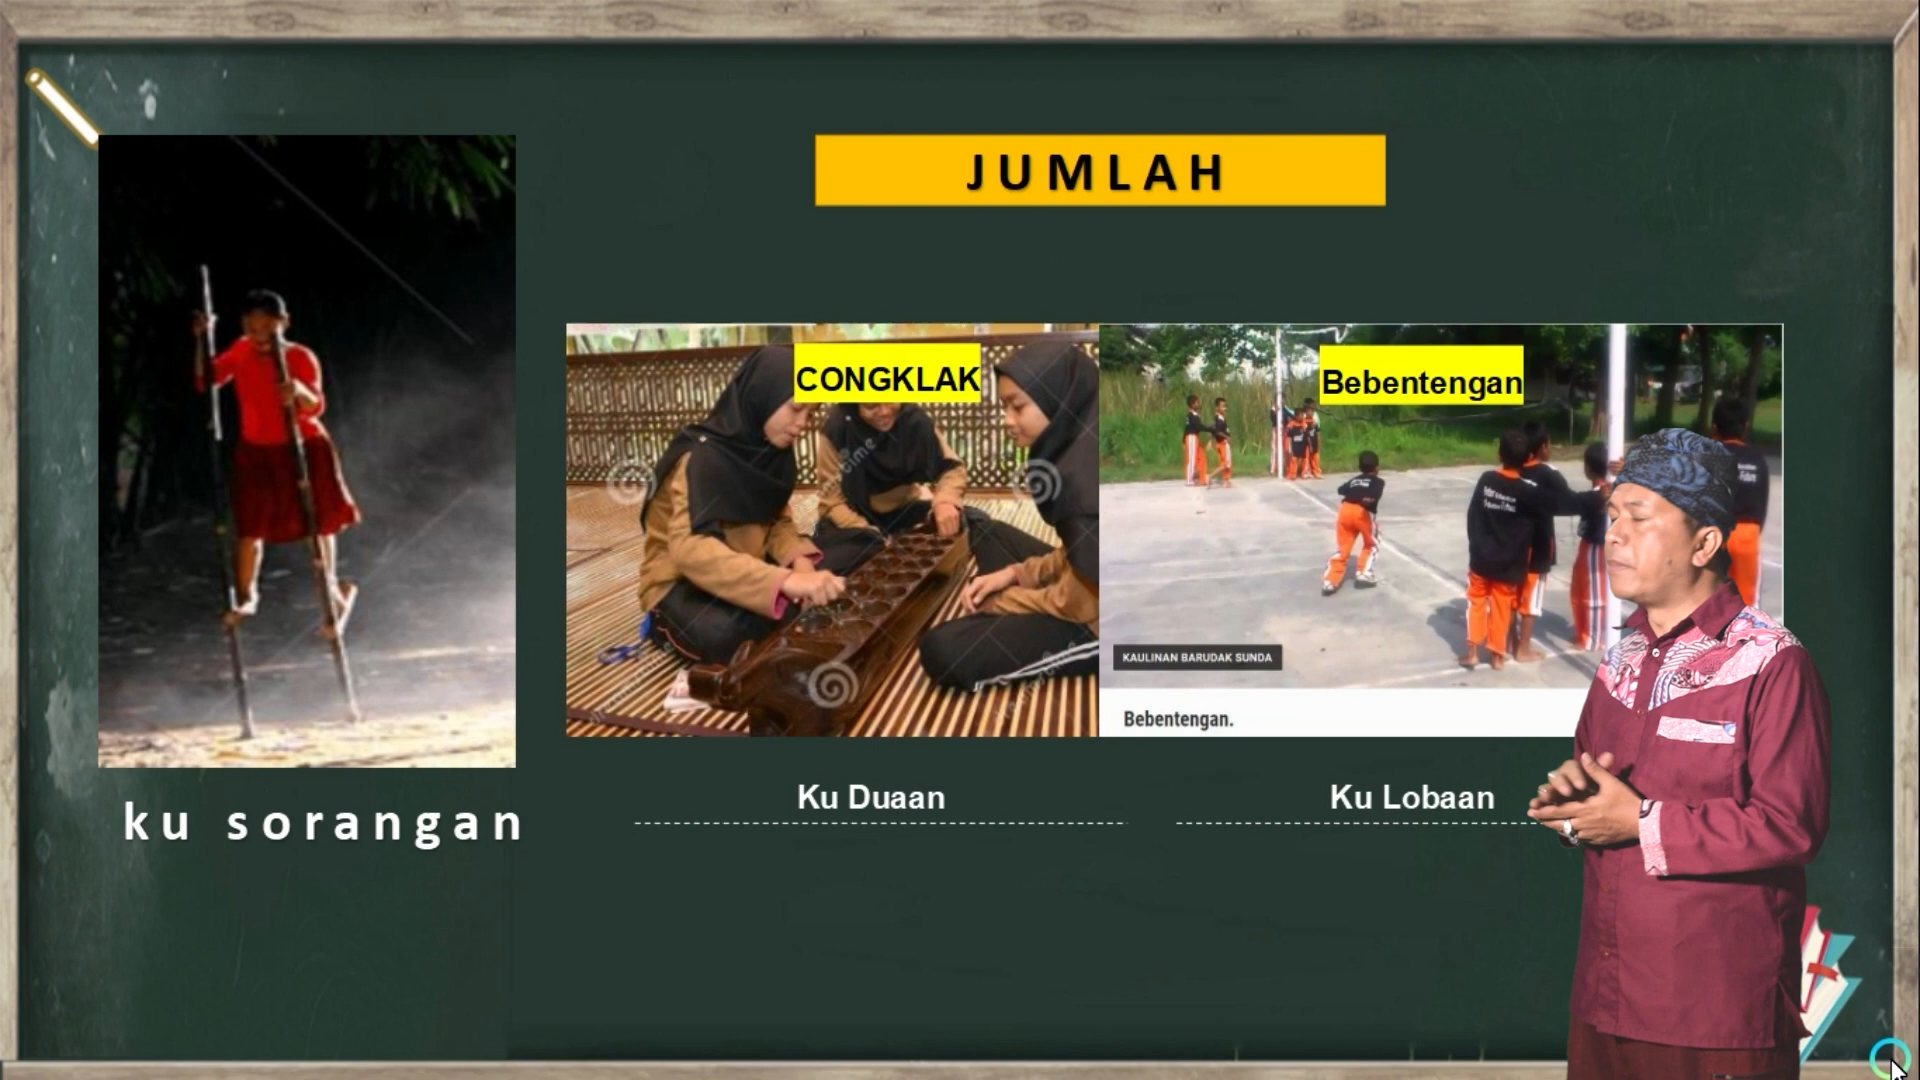 JUMLAH
CONGKLAK
Bebentengan
KAULINAN BARUDAK SUNDA
Bebentengan.
ku sorangan
Ku Duaan
Ku Lobaan